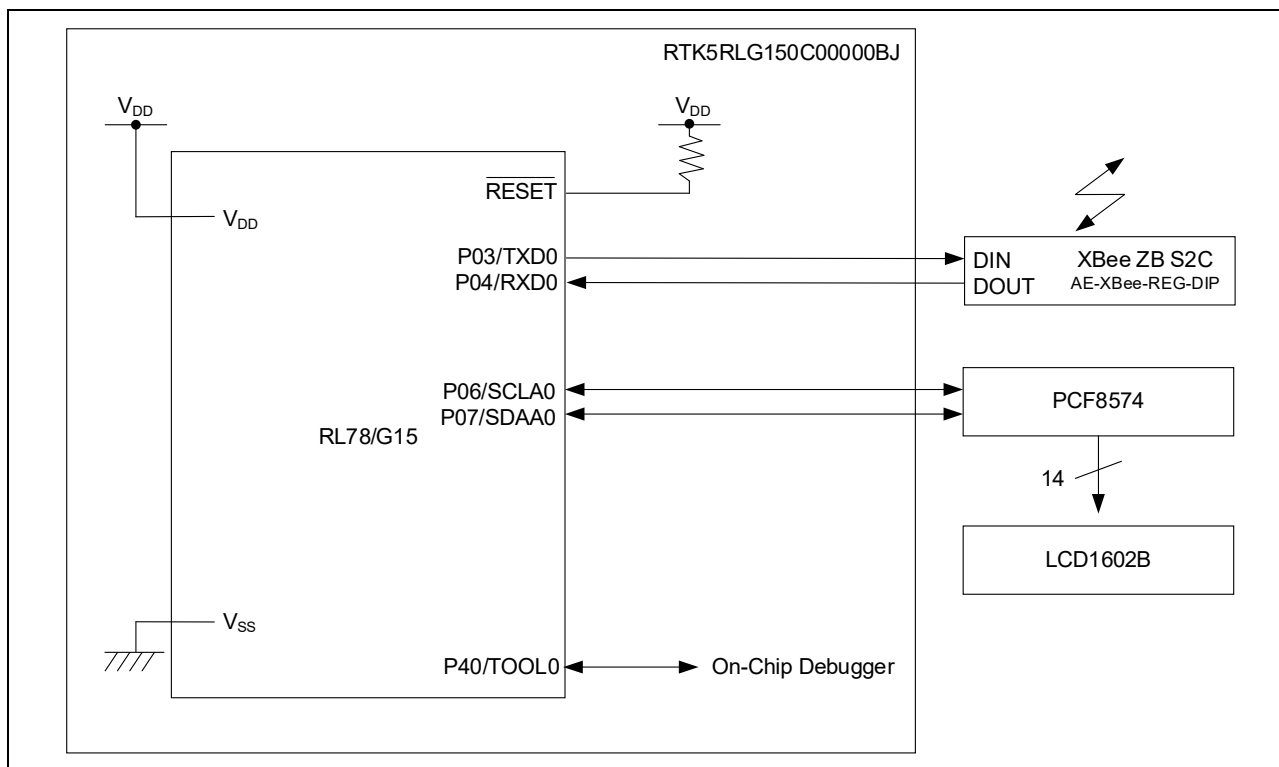 RTK5RLG150C00000BJ
VDD
VDD
RESET
VDD
P03/TXD0
DIN
XBee ZB S2C
P04/RXD0
DOUT
AE-XBee-REG-DIP
P06/SCLA0
PCF8574
P07/SDAA0
RL78/G15
14
LCD1602B
VSS
P40/TOOL0
On-Chip Debugger